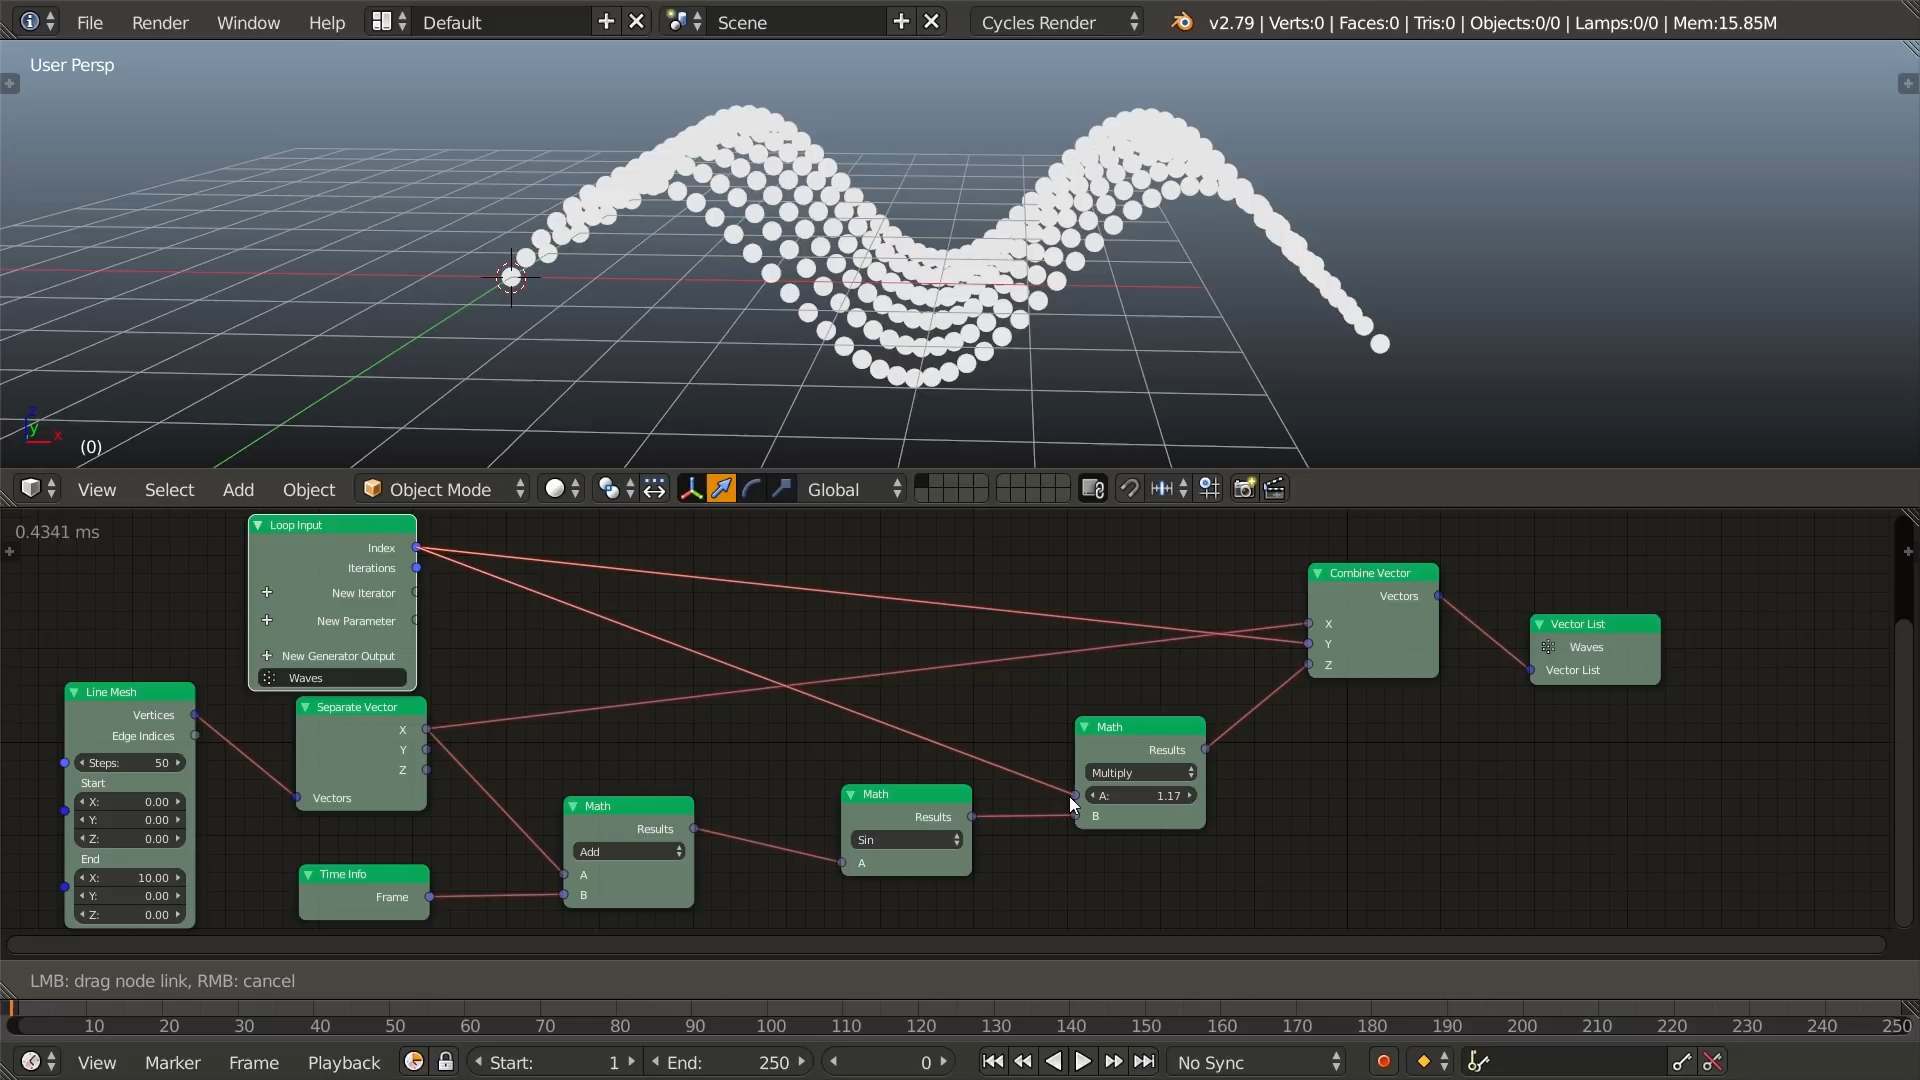 File Render Window Help Default Scene Cycles Render v2.79 | Verts:0 | Faces:0 | Tris:0 | Objects:0/0 | Lamps:0/0 | Mem:15.85M
User Persp
z
y
x
(0)
View Select Add Object Object Mode Global
0.4341 ms
Loop Input
Index
Iterations
New Iterator
New Parameter
New Generator Output
Waves
Line Mesh
Vertices
Edge Indices
Steps: 50
Start
X: 0.00
Y: 0.00
Z: 0.00
End
X: 10.00
Y: 0.00
Z: 0.00
Separate Vector
X
Y
Z
Vectors
Time Info
Frame
Math
Results
Add
A
B
Math
Results
Sin
A
Math
Results
Multiply
A: 1.17
B
Combine Vector
Vectors
X
Y
Z
Vector List
Waves
Vector List
LMB: drag node link, RMB: cancel
10 20 30 40 50 60 70 80 90 100 110 120 130 140 150 160 170 180 190 200 210 220 230 240 250
View Marker Frame Playback Start: 1 End: 250 0 No Sync